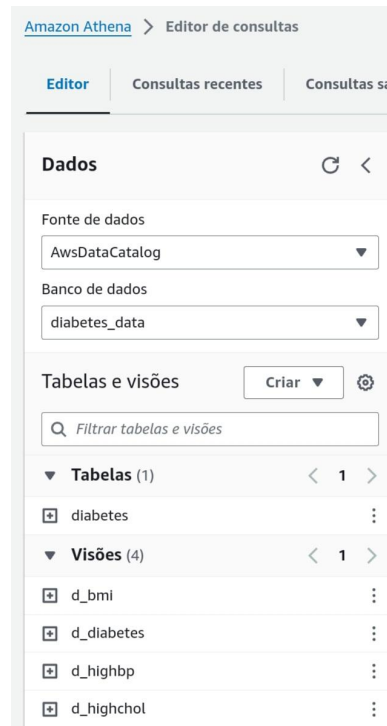 Amazon Athena > Editor de consultas
Editor Consultas recentes Consultas
Dados
Fonte de dados
AwsDataCatalog
Banco de dados
diabetes_data
Tabelas e visões Criar
Filtrar tabelas e visões
Tabelas (1) < 1 >
diabetes
Visões (4) < 1 >
d_bmi
d_diabetes
d_highbp
d_highchol